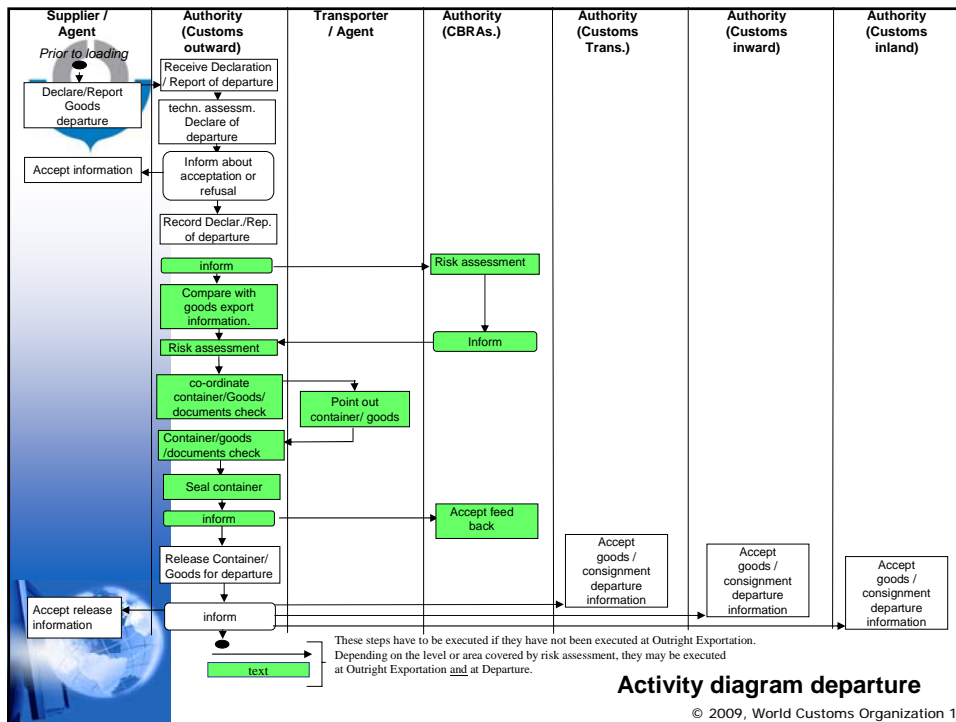 Supplier /
Agent
Authority
(Customs
outward)
Transporter
/ Agent
Authority
(CBRAs.)
Authority
(Customs
Trans.)
Authority
(Customs
inward)
Authority
(Customs
inland)
Prior to loading
Declare/Report
Goods
departure
Receive Declaration
/ Report of departure
techn. assessm.
Declare of
departure
Accept information
Inform about
acceptation or
refusal
Record Declar./Rep.
of departure
inform
Risk assessment
Compare with
goods export
information.
Inform
Risk assessment
co-ordinate
container/Goods/
documents check
Point out
container/ goods
Container/goods
/documents check
Seal container
inform
Accept feed
back
Release Container/
Goods for departure
Accept
goods /
consignment
departure
information
Accept
goods /
consignment
departure
information
Accept
goods /
consignment
departure
information
Accept release
information
inform
These steps have to be executed if they have not been executed at Outright Exportation.
Depending on the level or area covered by risk assessment, they may be executed
at Outright Exportation and at Departure.
text
Activity diagram departure
© 2009, World Customs Organization 1